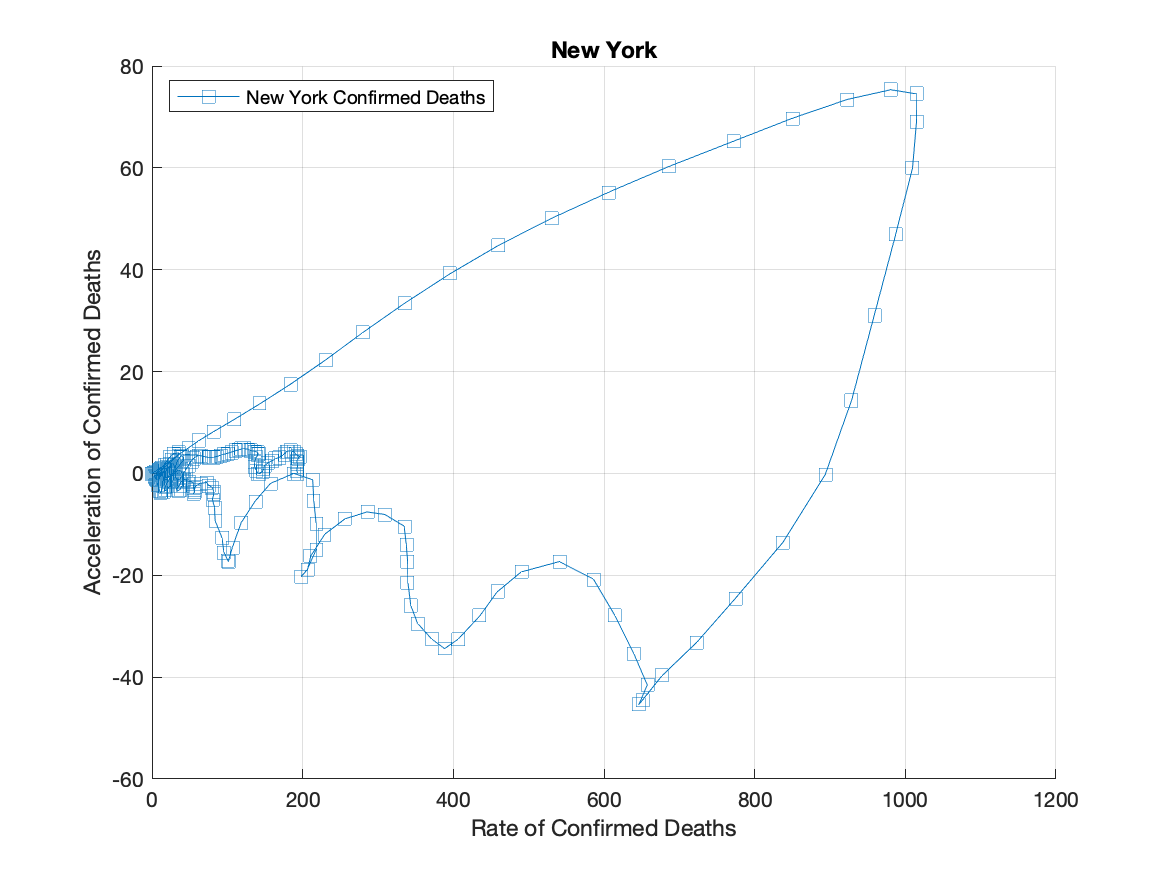 New York
80
New York Confirmed Deaths
60
40
20
0
-20
-40
-60
Acceleration of Confirmed Deaths
0 200 400 600 800 1000 1200
Rate of Confirmed Deaths